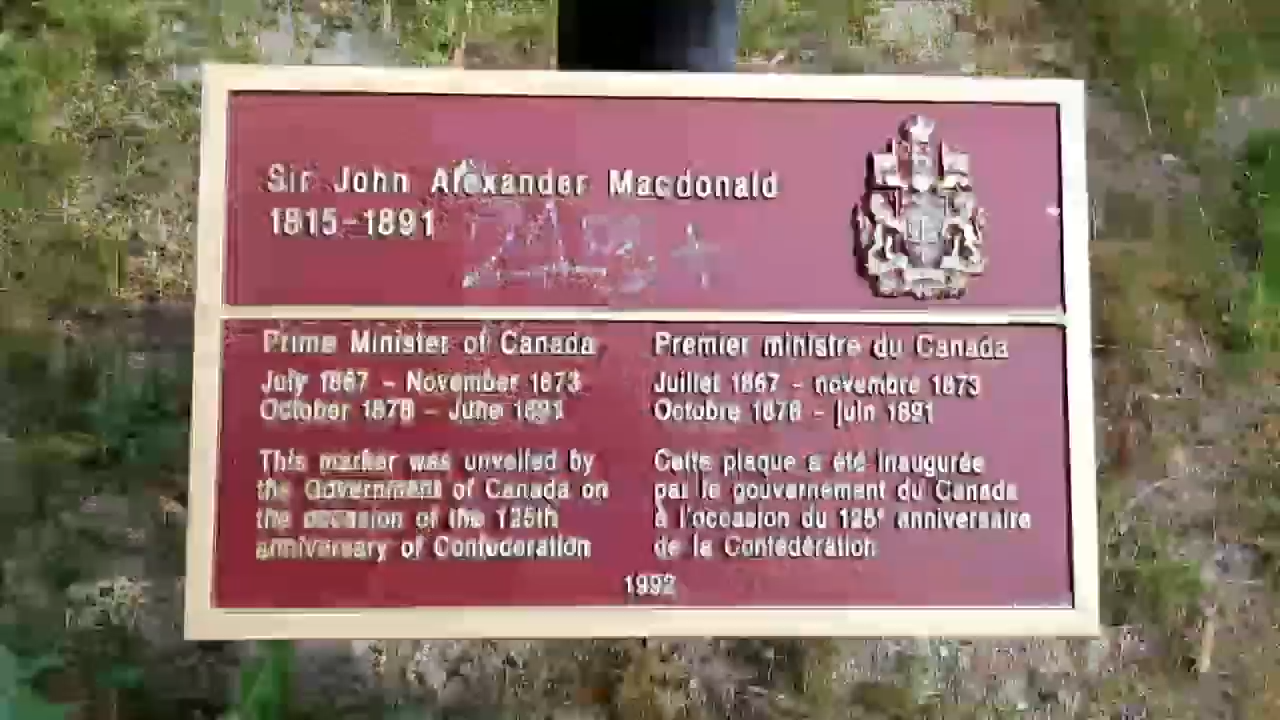 Sir John Alexander Macdonald
1815-1891
Prime Minister of Canada
July 1867 - November 1873
October 1878 - June 1891
This marker was unveiled by
the Government of Canada on
the occasion of the 125th
anniversary of Confederation
Premier ministre du Canada
Juillet 1867 - novembre 1873
Octobre 1878 - juin 1891
Cette plaque a été inaugurée
par le gouvernement du Canada
à l'occasion du 125e anniversaire
de la Confédération
1992